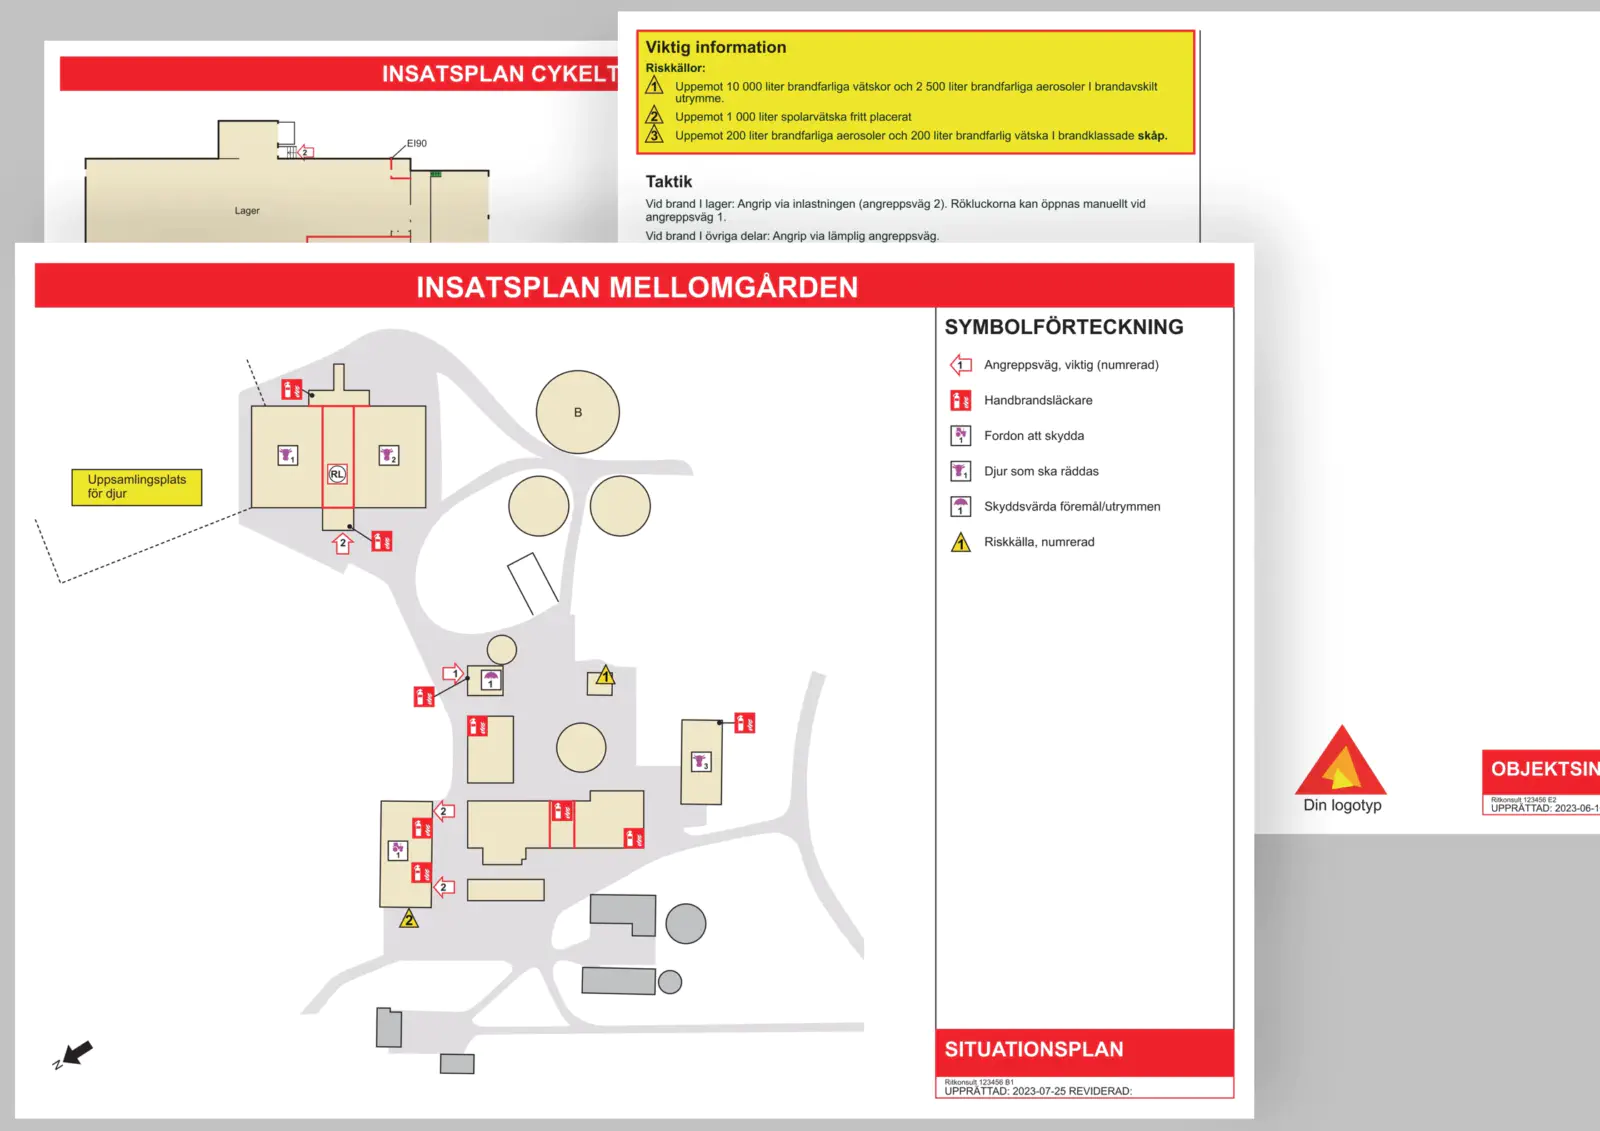 INSATSPLAN CYKELT
EI90
2
Lager
Viktig information
Riskkällor:
1 Uppemot 10 000 liter brandfarliga vätskor och 2 500 liter brandfarliga aerosoler I brandavskilt
utrymme.
2 Uppemot 1 000 liter spolarvätska fritt placerat
3 Uppemot 200 liter brandfarliga aerosoler och 200 liter brandfarlig vätska I brandklassade skåp.
Taktik
Vid brand I lager: Angrip via inlastningen (angreppsväg 2). Rökluckorna kan öppnas manuellt vid
angreppsväg 1.
Vid brand I övriga delar: Angrip via lämplig angreppsväg.
INSATSPLAN MELLOMGÅRDEN
B
1
2
RL
Uppsamlingsplats
för djur
2
1
1
1
3
2
1
2
2
N
SYMBOLFÖRTECKNING
1 Angreppsväg, viktig (numrerad)
Handbrandsläckare
1 Fordon att skydda
1 Djur som ska räddas
1 Skyddsvärda föremål/utrymmen
1 Riskkälla, numrerad
SITUATIONSPLAN
Ritkonsult 123456 B1
UPPRÄTTAD: 2023-07-25 REVIDERAD:
Din logotyp
OBJEKTSIN
Ritkonsult 123456 E2
UPPRÄTTAD: 2023-06-1